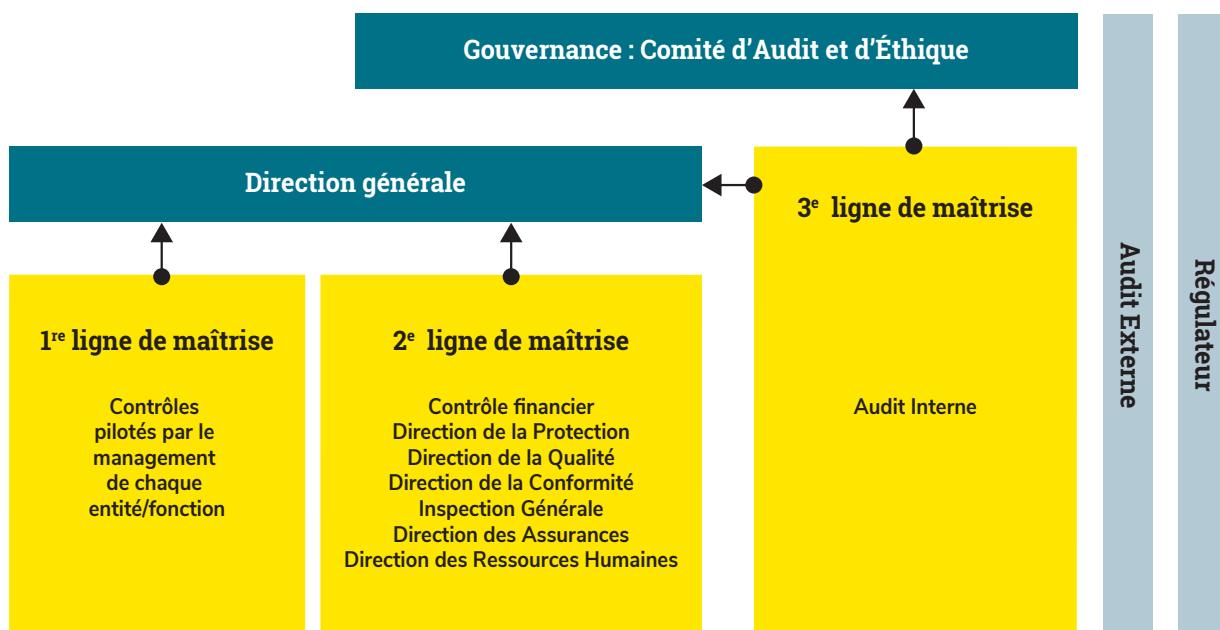 Gouvernance : Comité d'Audit et d'Éthique
Direction générale
1re ligne de maîtrise
Contrôles
pilotés par le
management
de chaque
entité/fonction
2e ligne de maîtrise
Contrôle financier
Direction de la Protection
Direction de la Qualité
Direction de la Conformité
Inspection Générale
Direction des Assurances
Direction des Ressources Humaines
3e ligne de maîtrise
Audit Interne
Audit Externe
Régulateur